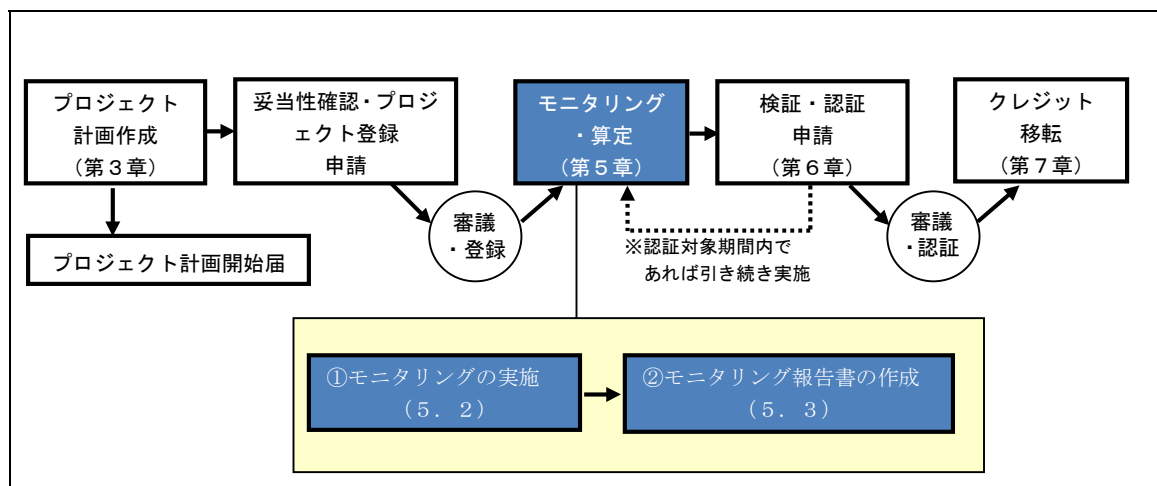 プロジェクト
計画作成
（第３章）
妥当性確認・プロジ
ェクト登録
申請
モニタリング
・算定
（第５章）
検証・認証
申請
（第６章）
クレジット
移転
（第７章）
審議
・登録
審議
・認証
プロジェクト計画開始届
※認証対象期間内で
あれば引き続き実施
①モニタリングの実施
（５．２）
②モニタリング報告書の作成
（５．３）